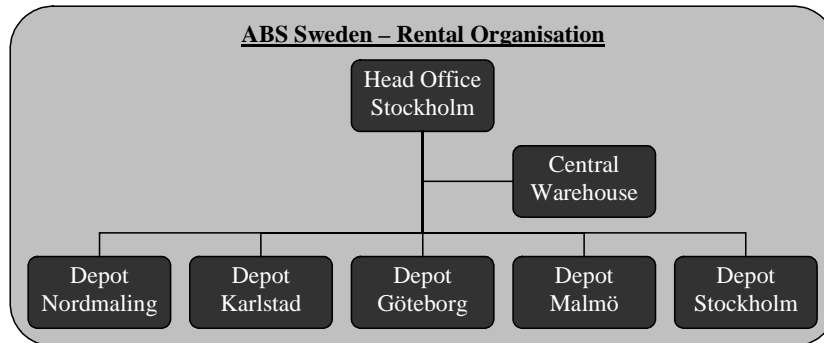 ABS Sweden – Rental Organisation
Head Office
Stockholm
Central
Warehouse
Depot
Nordmaling
Depot
Karlstad
Depot
Göteborg
Depot
Malmö
Depot
Stockholm